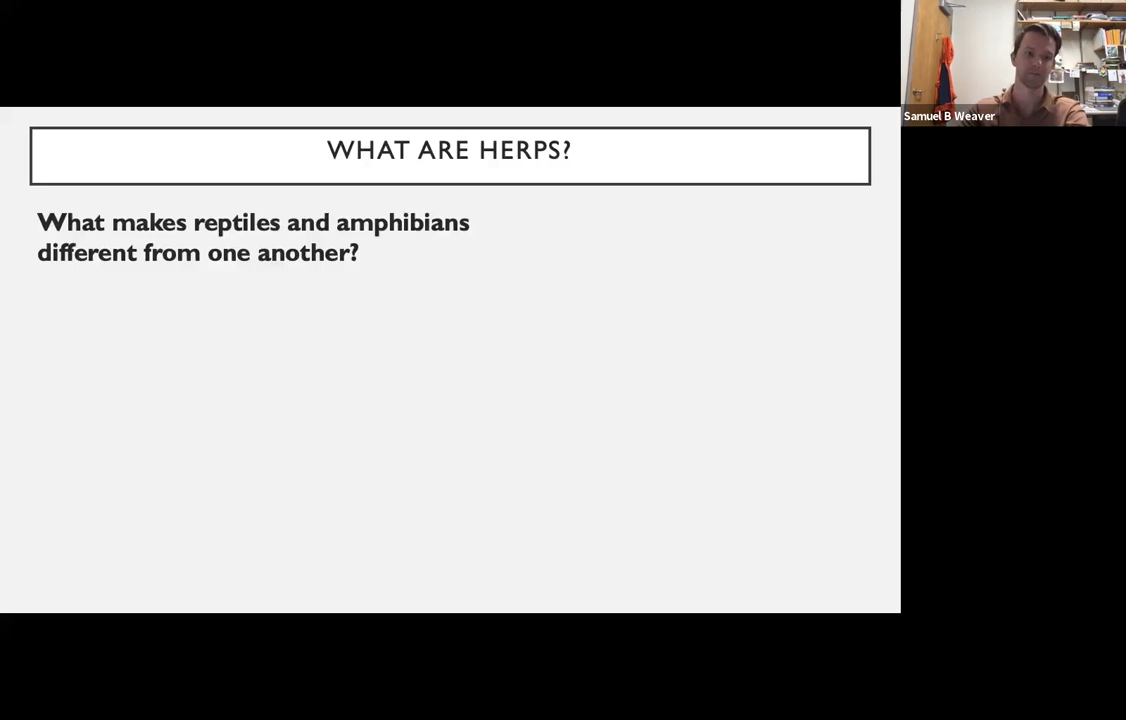 Samuel B Weaver
WHAT ARE HERPS?
What makes reptiles and amphibians
different from one another?